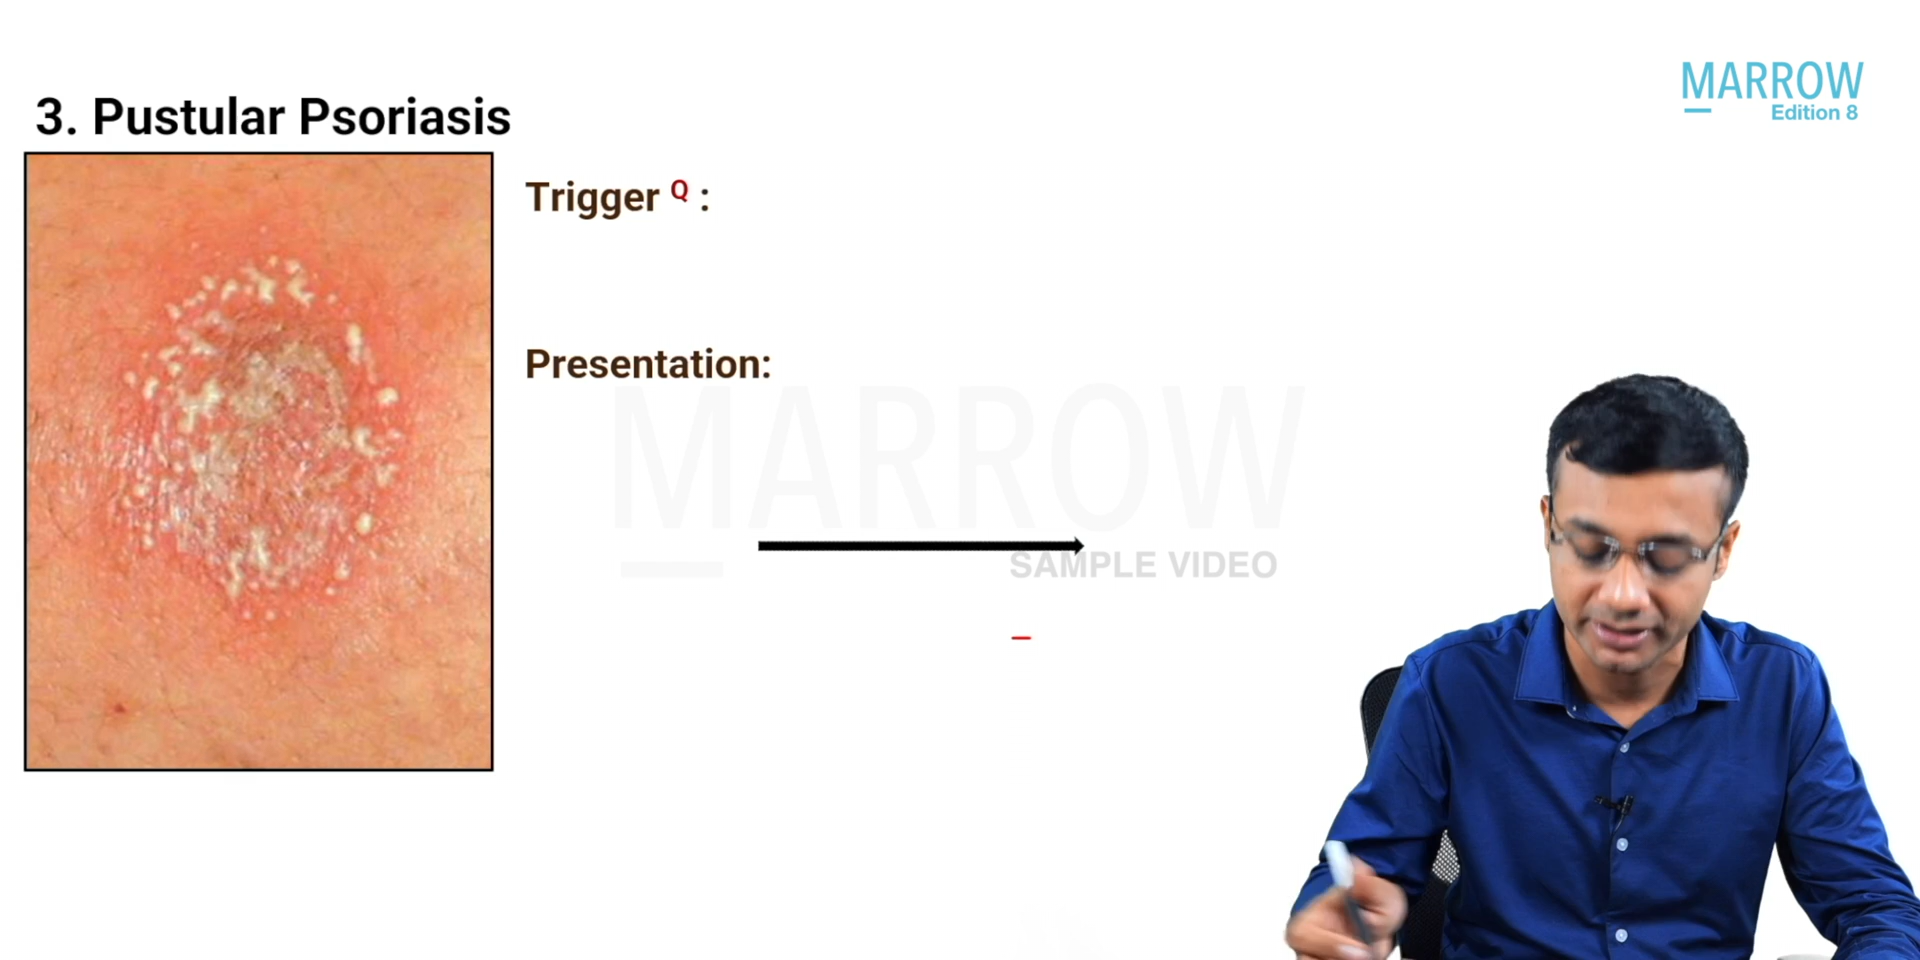 MARROW
Edition 8
3. Pustular Psoriasis
Trigger Q :
Presentation:
MARROW
SAMPLE VIDEO